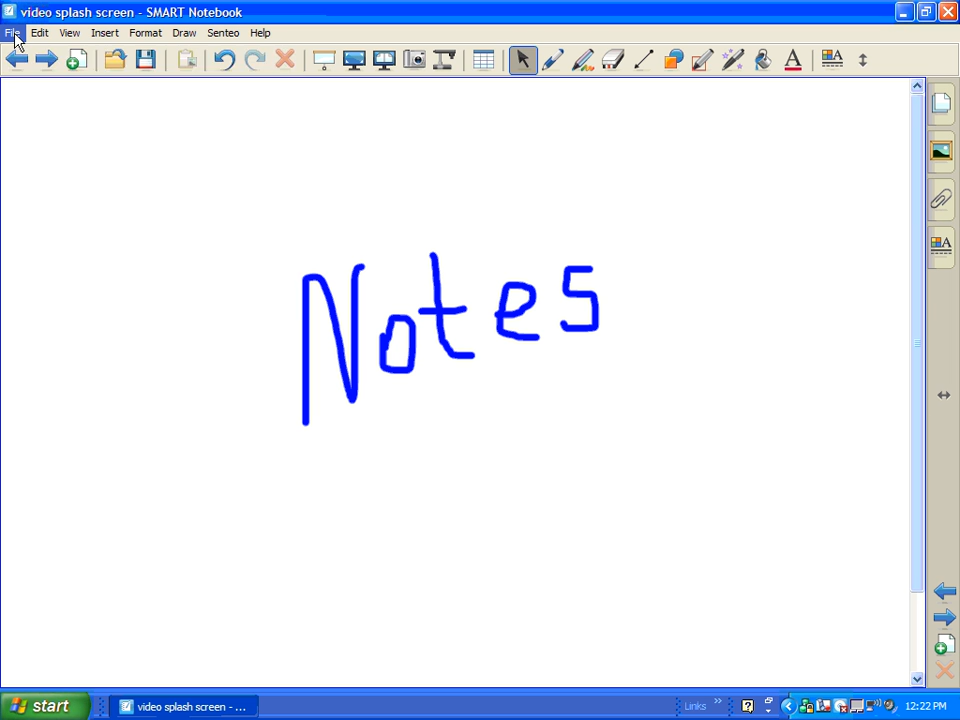 video splash screen - SMART Notebook
File Edit View Insert Format Draw Senteo Help
Notes
start
video splash screen - ...
Links
12:22 PM